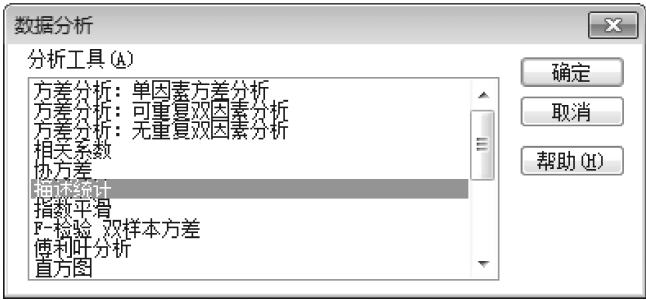 数据分析
分析工具(A)
方差分析：单因素方差分析
方差分析：可重复双因素分析
方差分析：无重复双因素分析
相关系数
协方差
描述统计
指数平滑
F-检验 双样本方差
傅利叶分析
直方图
确定
取消
帮助(H)